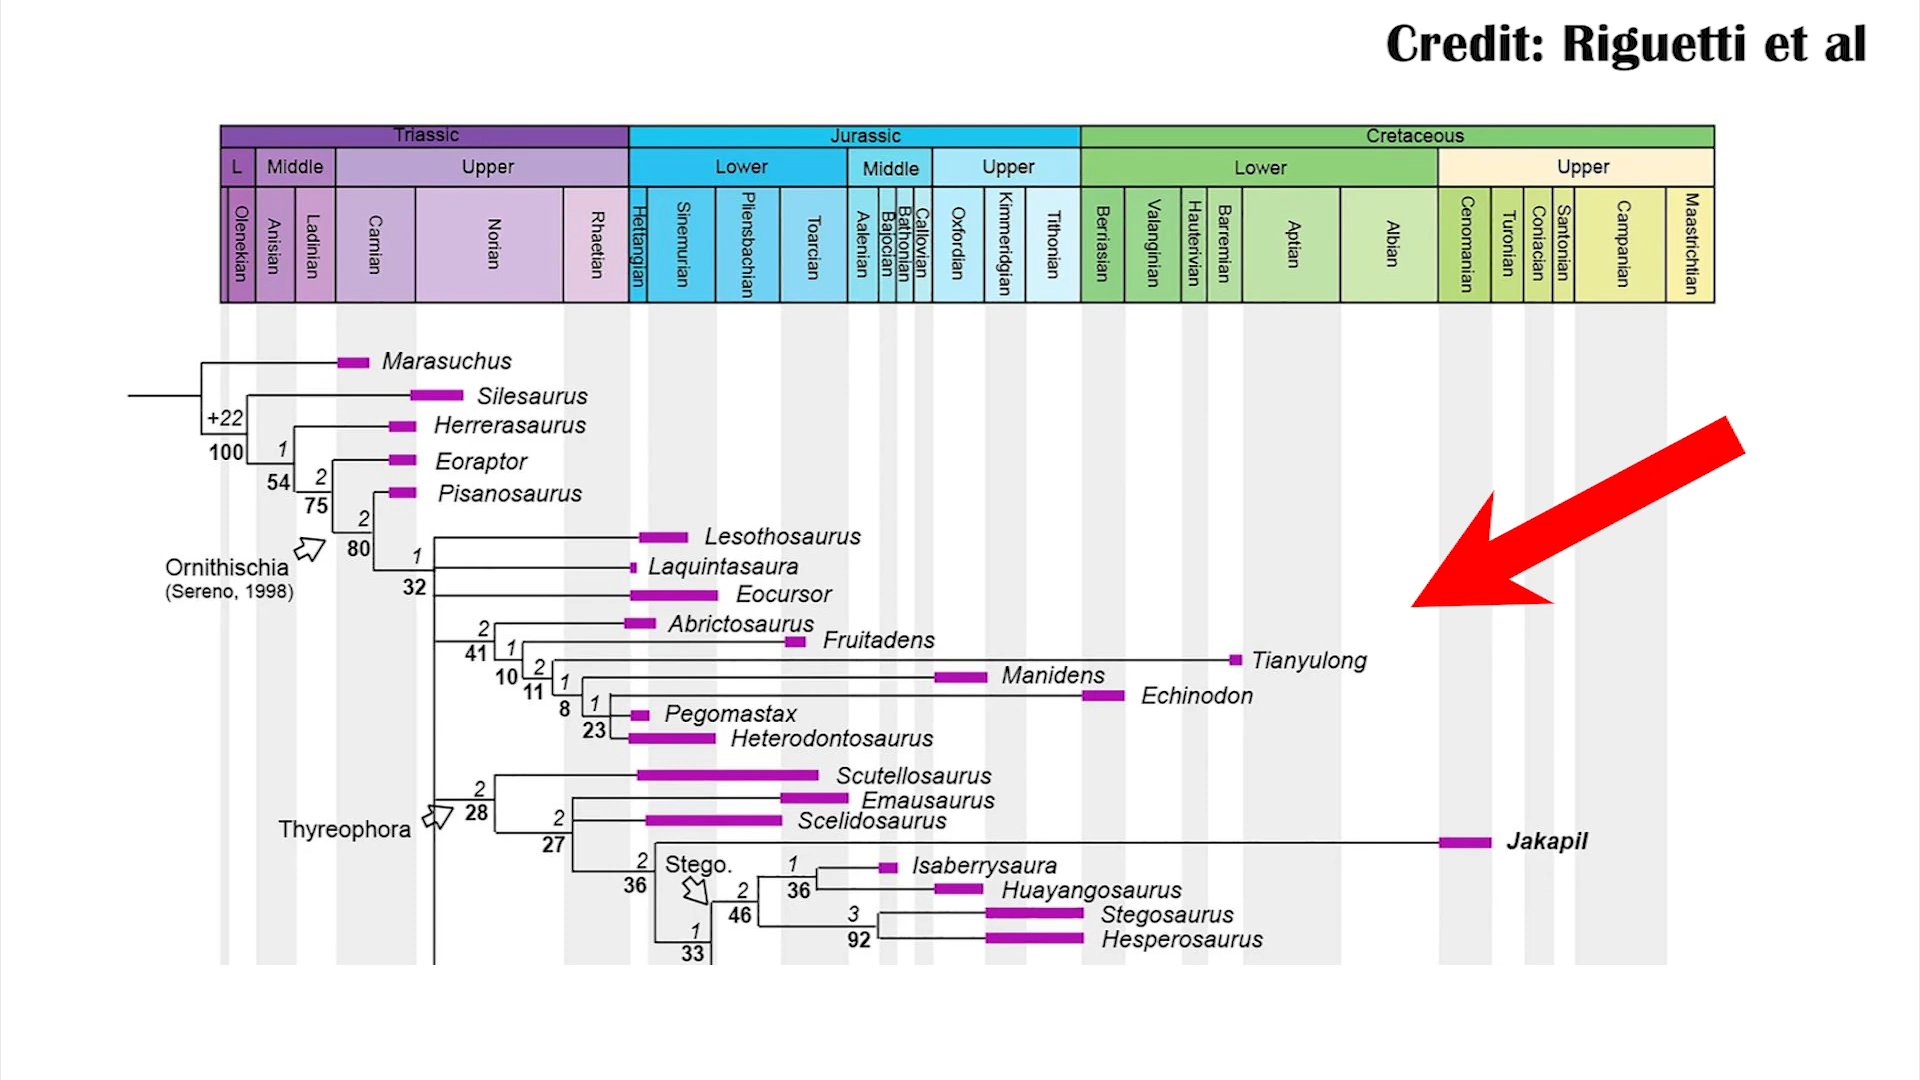 Credit: Riguetti et al
Triassic Jurassic Cretaceous
L Middle Upper Lower Middle Upper Lower Upper
Olenekian Anisian Ladinian Carnian Norian Rhaetian Hettangian Sinemurian Pliensbachian Toarcian Aalenian Bajocian Bathonian Callovian Oxfordian Kimmeridgian Tithonian Berriasian Valanginian Hauterivian Barremian Aptian Albian Cenomanian Turonian Coniacian Santonian Campanian Maastrichtian
Marasuchus
Silesaurus
+22
100
Herrerasaurus
1
54
Eoraptor
2
75
Pisanosaurus
2
80
Ornithischia
(Sereno, 1998)
Lesothosaurus
1
32
Laquintasaura
Eocursor
Abrictosaurus
2
41
Fruitadens
1
10
Tianyulong
2
11
Manidens
1
8
Echinodon
1
23
Pegomastax
Heterodontosaurus
Scutellosaurus
2
28
Thyreophora
Emausaurus
2
27
Scelidosaurus
Jakapil
2
36
Stego.
1
36
Isaberrysaura
2
46
Huayangosaurus
3
92
Stegosaurus
Hesperosaurus
1
33